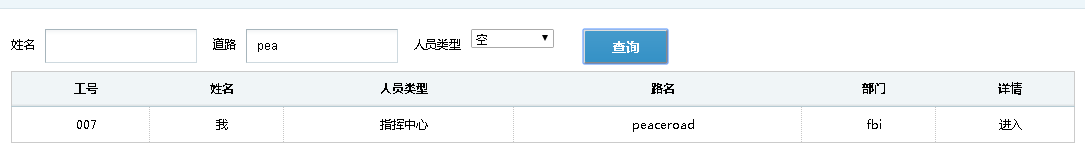 姓名 道路 pea 人员类型 空 查询
工号 姓名 人员类型 路名 部门 详情
007 我 指挥中心 peaceroad fbi 进入